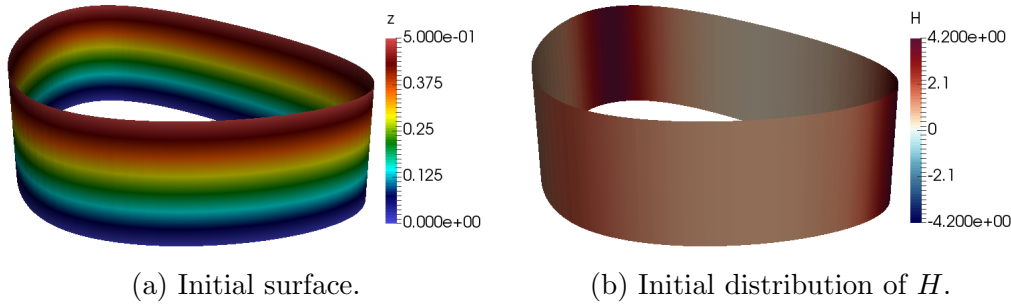 z
5.000e-01
0.375
0.25
0.125
0.000e+00
H
4.200e+00
2.1
0
-2.1
-4.200e+00
(a) Initial surface.
(b) Initial distribution of H.